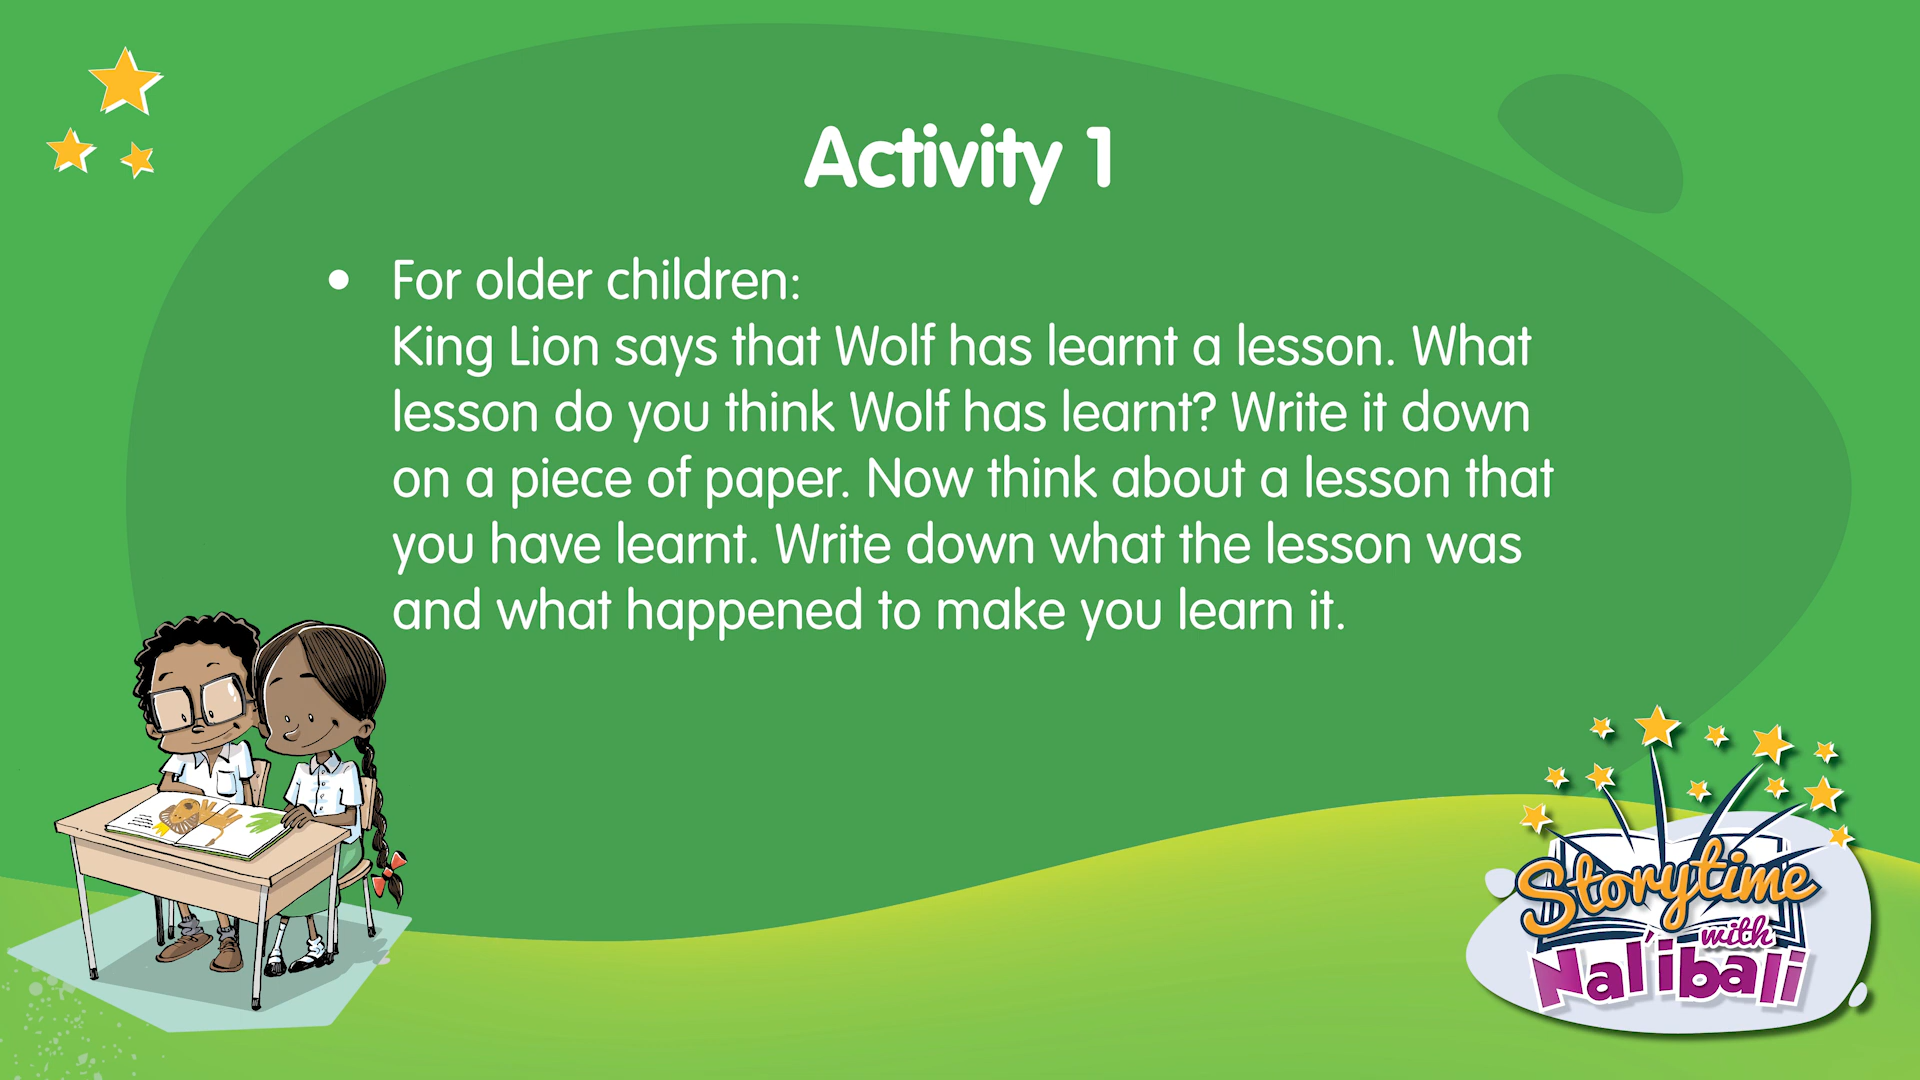 Activity 1
• For older children:
King Lion says that Wolf has learnt a lesson. What
lesson do you think Wolf has learnt? Write it down
on a piece of paper. Now think about a lesson that
you have learnt. Write down what the lesson was
and what happened to make you learn it.
Storytime
with
Nal'ibali